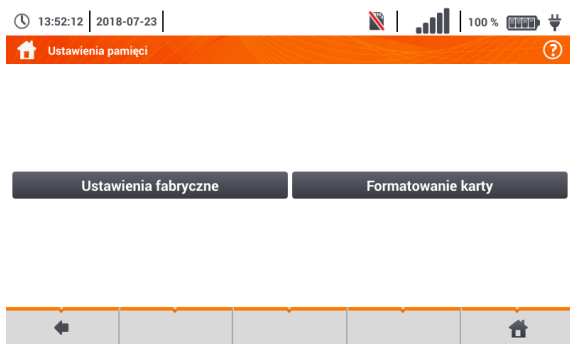 13:52:12 2018-07-23 100 %
Ustawienia pamięci ?
Ustawienia fabryczne Formatowanie karty